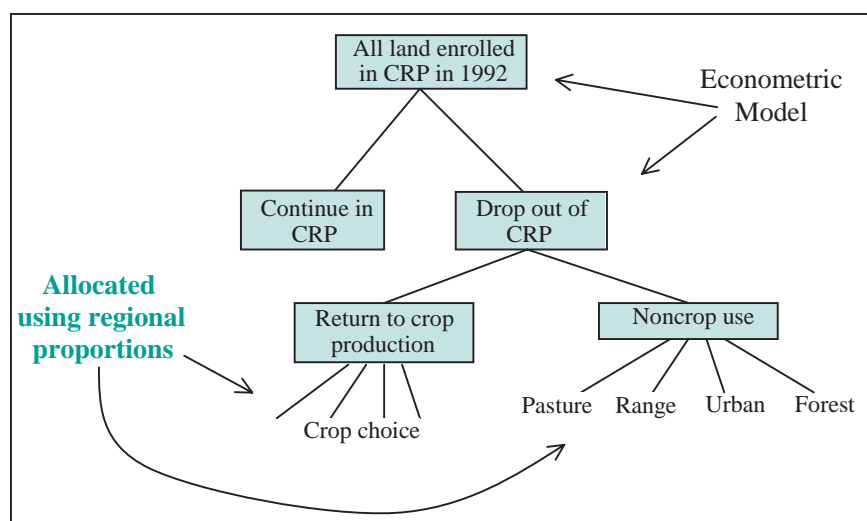 All land enrolled
in CRP in 1992
Econometric
Model
Continue in
CRP
Drop out of
CRP
Allocated
using regional
proportions
Return to crop
production
Noncrop use
Crop choice
Pasture
Range
Urban
Forest